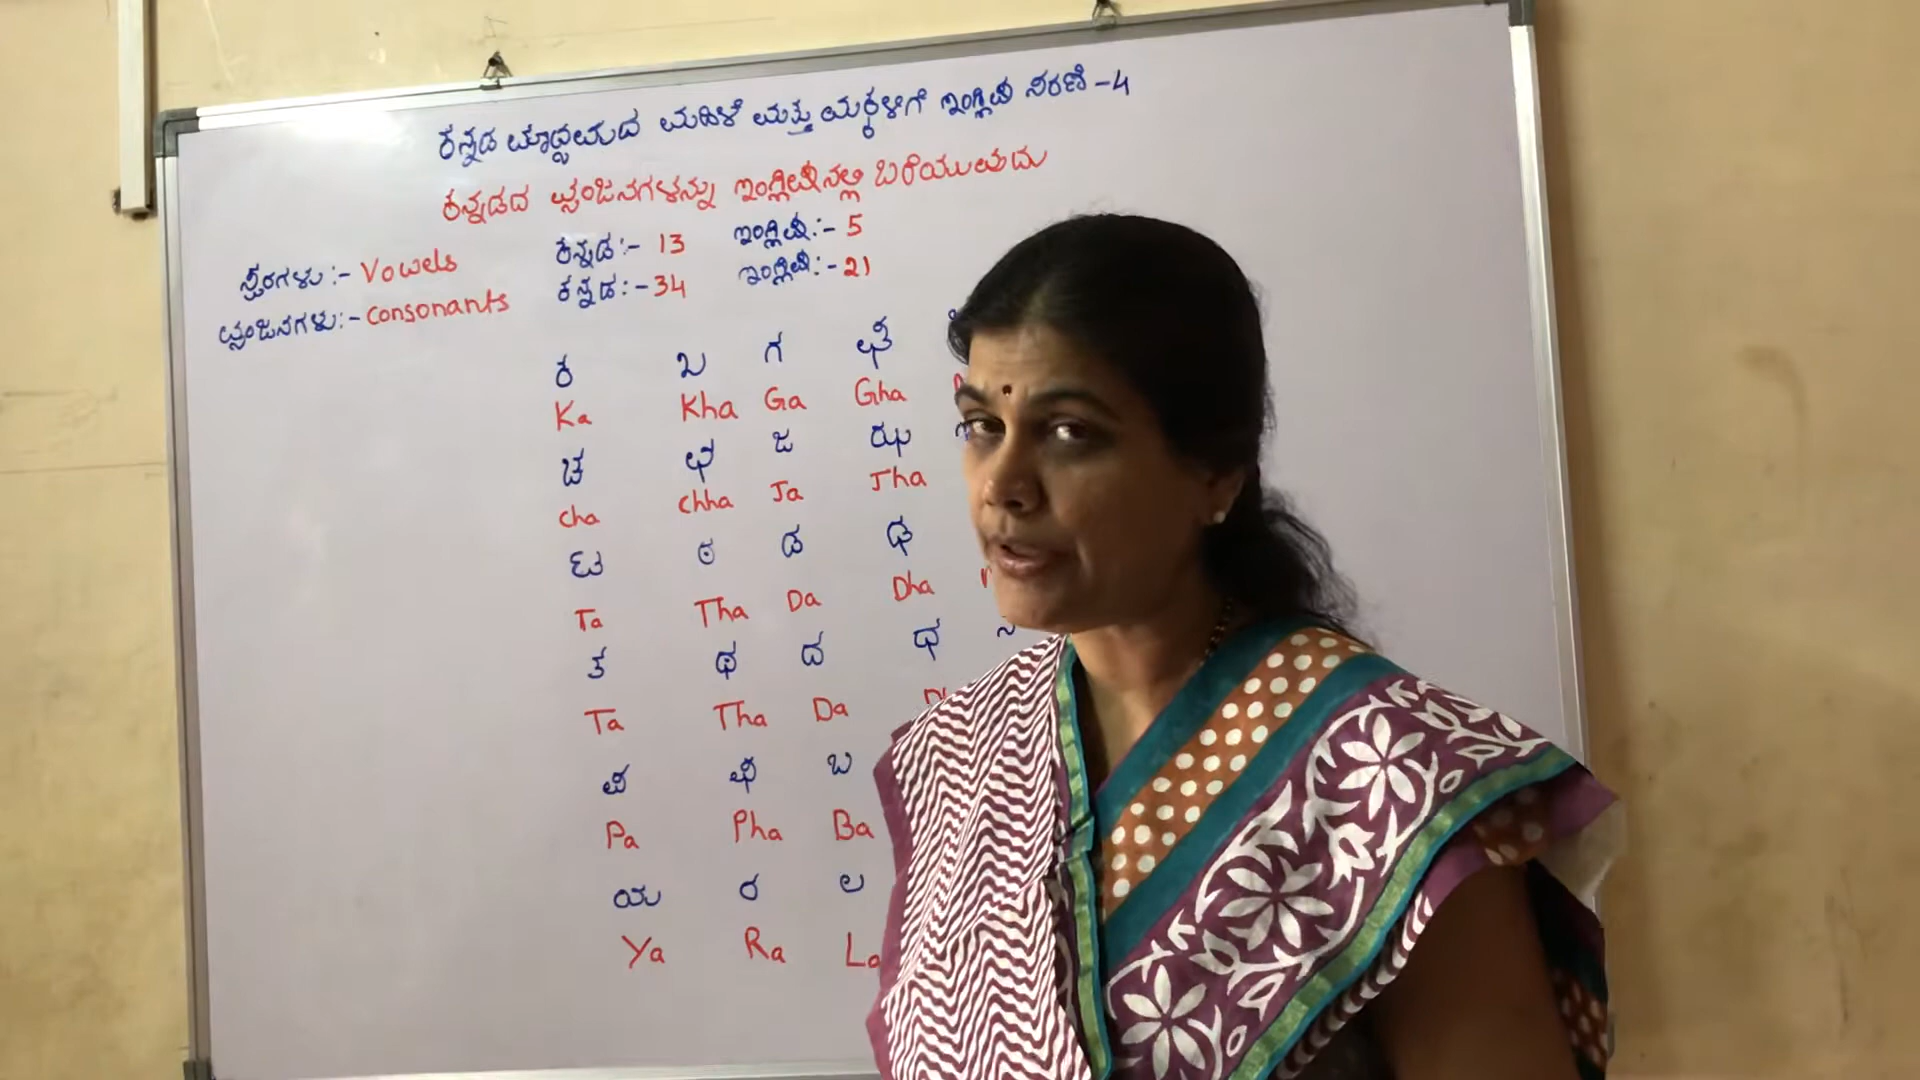 ಕನ್ನಡ ಮಾಧ್ಯಮದ ಮಹಿಳೆ ಮತ್ತು ಮಕ್ಕಳಿಗೆ ಇಂಗ್ಲಿಷ್ ಸರಣಿ -4
ಕನ್ನಡದ ವ್ಯಂಜನಗಳನ್ನು ಇಂಗ್ಲೀಷಿನಲ್ಲಿ ಬರೆಯುವುದು
ಸ್ವರಗಳು :- Vowels ಕನ್ನಡ :- 13 ಇಂಗ್ಲಿಷ್ :- 5
ವ್ಯಂಜನಗಳು :- Consonants ಕನ್ನಡ :- 34 ಇಂಗ್ಲಿಷ್ :- 21
ಕ ಖ ಗ ಘ
Ka Kha Ga Gha
ಚ ಛ ಜ ಝ
cha chha Ja Jha
ಟ ಠ ಡ ಢ
Ta Tha Da Dha
ತ ಥ ದ ಧ
Ta Tha Da
ಪ ಫ ಬ
Pa Pha Ba
ಯ ರ ಲ
Ya Ra La